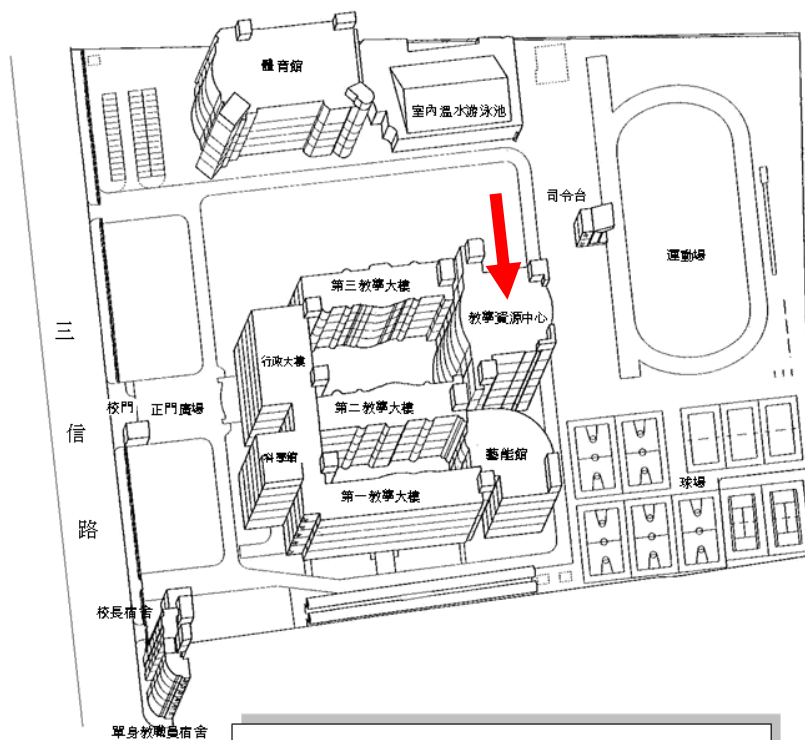 體育館
室內溫水游泳池
司令台
運動場
第三教學大樓
教學資源中心
三
行政大樓
校門
正門廣場
第二教學大樓
信
科學館
藝能館
球場
第一教學大樓
路
校長宿舍
單身教職員宿舍